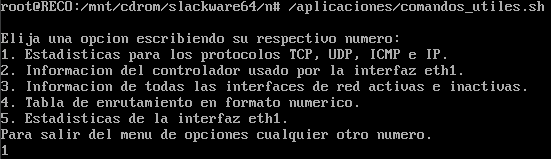 root@RECO:/mnt/cdrom/slackware64/n# /aplicaciones/comandos_utiles.sh
Elija una opcion escribiendo su respectivo numero:
1. Estadisticas para los protocolos TCP, UDP, ICMP e IP.
2. Informacion del controlador usado por la interfaz eth1.
3. Informacion de todas las interfaces de red activas e inactivas.
4. Tabla de enrutamiento en formato numerico.
5. Estadisticas de la interfaz eth1.
Para salir del menu de opciones cualquier otro numero.
1